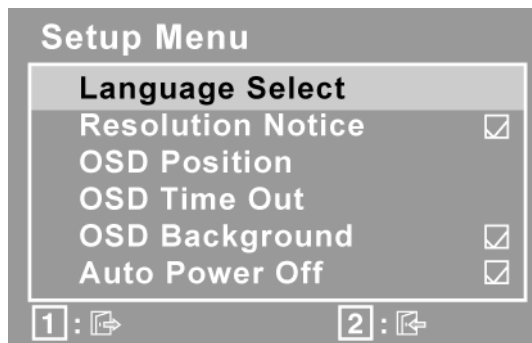 Setup Menu
Language Select
Resolution Notice
OSD Position
OSD Time Out
OSD Background
Auto Power Off
1 : 2 :